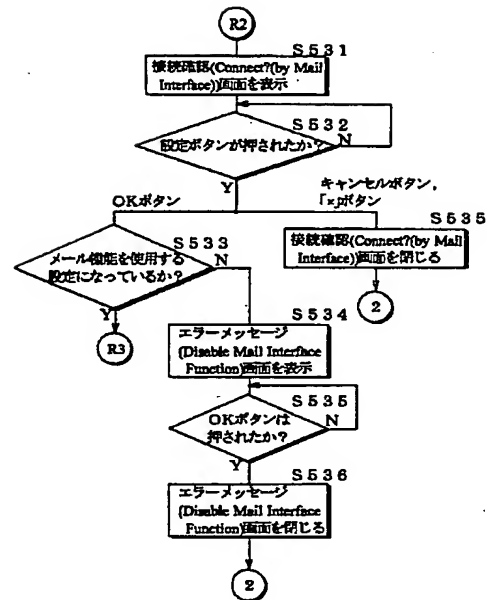 R2
S531
接続確認(Connect?(by Mail
Interface))画面を表示
S532
設定ボタンが押されたか?
N
Y
OKボタン
キャンセルボタン,
「×」ボタン
S535
接続確認(Connect?(by Mail
Interface))画面を閉じる
2
S533
メール機能を使用する
設定になっているか?
N
Y
R3
S534
エラーメッセージ
(Disable Mail Interface
Function)画面を表示
S535
OKボタンは
押されたか?
N
Y
S536
エラーメッセージ
(Disable Mail Interface
Function)画面を閉じる
2